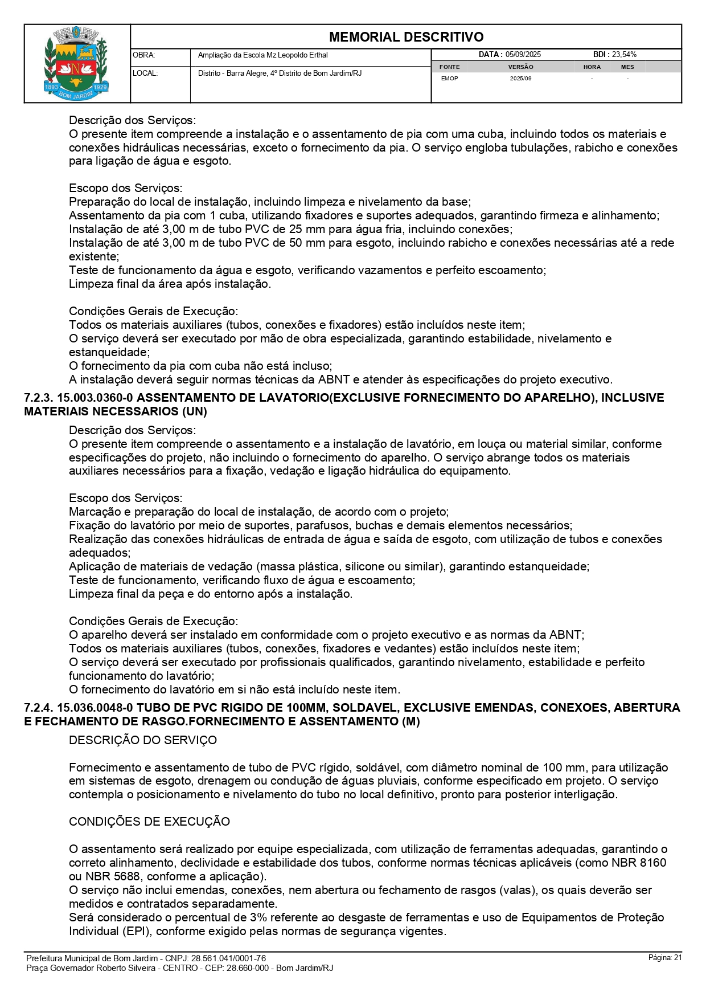 MEMORIAL DESCRITIVO
OBRA: Ampliação da Escola Mz Leopoldo Erthal
DATA : 05/09/2025 BDI : 23,54%
FONTE VERSÃO HORA MES
LOCAL: Distrito - Barra Alegre, 4º Distrito de Bom Jardim/RJ
EMOP 2025/09 - -
N
1893 1929
BOM JARDIM
Descrição dos Serviços:
O presente item compreende a instalação e o assentamento de pia com uma cuba, incluindo todos os materiais e
conexões hidráulicas necessárias, exceto o fornecimento da pia. O serviço engloba tubulações, rabicho e conexões
para ligação de água e esgoto.
Escopo dos Serviços:
Preparação do local de instalação, incluindo limpeza e nivelamento da base;
Assentamento da pia com 1 cuba, utilizando fixadores e suportes adequados, garantindo firmeza e alinhamento;
Instalação de até 3,00 m de tubo PVC de 25 mm para água fria, incluindo conexões;
Instalação de até 3,00 m de tubo PVC de 50 mm para esgoto, incluindo rabicho e conexões necessárias até a rede
existente;
Teste de funcionamento da água e esgoto, verificando vazamentos e perfeito escoamento;
Limpeza final da área após instalação.
Condições Gerais de Execução:
Todos os materiais auxiliares (tubos, conexões e fixadores) estão incluídos neste item;
O serviço deverá ser executado por mão de obra especializada, garantindo estabilidade, nivelamento e
estanqueidade;
O fornecimento da pia com cuba não está incluso;
A instalação deverá seguir normas técnicas da ABNT e atender às especificações do projeto executivo.
7.2.3. 15.003.0360-0 ASSENTAMENTO DE LAVATORIO(EXCLUSIVE FORNECIMENTO DO APARELHO), INCLUSIVE
MATERIAIS NECESSARIOS (UN)
Descrição dos Serviços:
O presente item compreende o assentamento e a instalação de lavatório, em louça ou material similar, conforme
especificações do projeto, não incluindo o fornecimento do aparelho. O serviço abrange todos os materiais
auxiliares necessários para a fixação, vedação e ligação hidráulica do equipamento.
Escopo dos Serviços:
Marcação e preparação do local de instalação, de acordo com o projeto;
Fixação do lavatório por meio de suportes, parafusos, buchas e demais elementos necessários;
Realização das conexões hidráulicas de entrada de água e saída de esgoto, com utilização de tubos e conexões
adequados;
Aplicação de materiais de vedação (massa plástica, silicone ou similar), garantindo estanqueidade;
Teste de funcionamento, verificando fluxo de água e escoamento;
Limpeza final da peça e do entorno após a instalação.
Condições Gerais de Execução:
O aparelho deverá ser instalado em conformidade com o projeto executivo e as normas da ABNT;
Todos os materiais auxiliares (tubos, conexões, fixadores e vedantes) estão incluídos neste item;
O serviço deverá ser executado por profissionais qualificados, garantindo nivelamento, estabilidade e perfeito
funcionamento do lavatório;
O fornecimento do lavatório em si não está incluído neste item.
7.2.4. 15.036.0048-0 TUBO DE PVC RIGIDO DE 100MM, SOLDAVEL, EXCLUSIVE EMENDAS, CONEXOES, ABERTURA
E FECHAMENTO DE RASGO.FORNECIMENTO E ASSENTAMENTO (M)
DESCRIÇÃO DO SERVIÇO
Fornecimento e assentamento de tubo de PVC rígido, soldável, com diâmetro nominal de 100 mm, para utilização
em sistemas de esgoto, drenagem ou condução de águas pluviais, conforme especificado em projeto. O serviço
contempla o posicionamento e nivelamento do tubo no local definitivo, pronto para posterior interligação.
CONDIÇÕES DE EXECUÇÃO
O assentamento será realizado por equipe especializada, com utilização de ferramentas adequadas, garantindo o
correto alinhamento, declividade e estabilidade dos tubos, conforme normas técnicas aplicáveis (como NBR 8160
ou NBR 5688, conforme a aplicação).
O serviço não inclui emendas, conexões, nem abertura ou fechamento de rasgos (valas), os quais deverão ser
medidos e contratados separadamente.
Será considerado o percentual de 3% referente ao desgaste de ferramentas e uso de Equipamentos de Proteção
Individual (EPI), conforme exigido pelas normas de segurança vigentes.
Prefeitura Municipal de Bom Jardim - CNPJ: 28.561.041/0001-76 Página: 21
Praça Governador Roberto Silveira - CENTRO - CEP: 28.660-000 - Bom Jardim/RJ